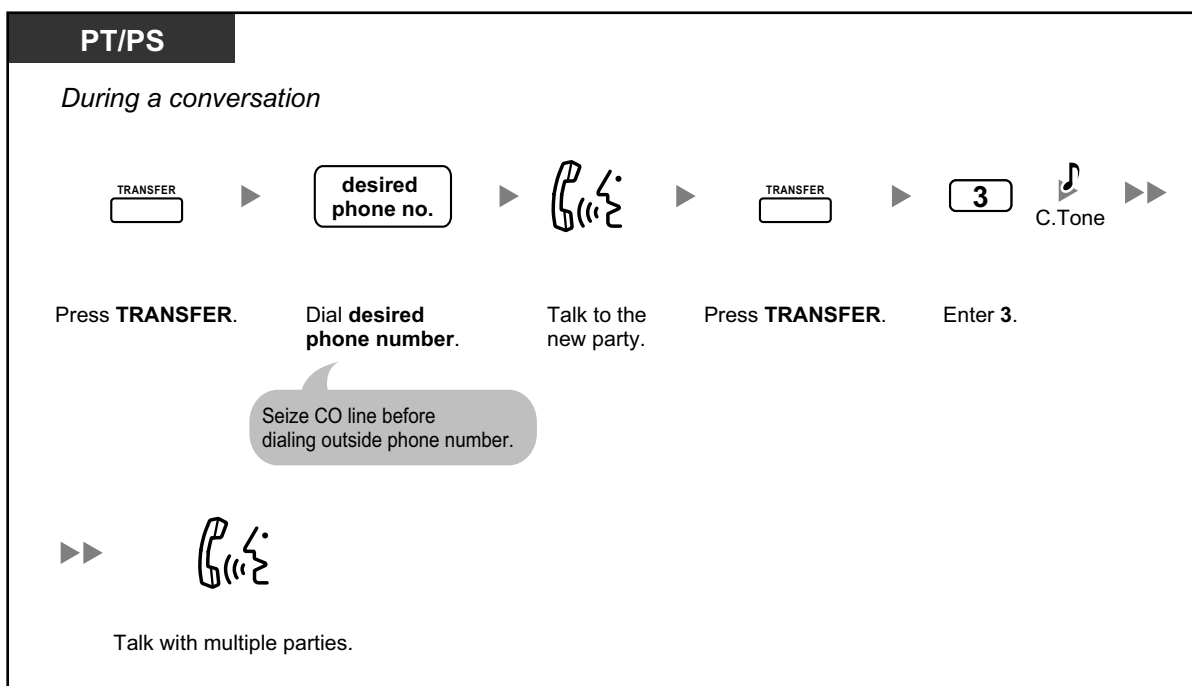 PT/PS
During a conversation
TRANSFER
desired
phone no.
TRANSFER
3
C.Tone
Press TRANSFER.
Dial desired
phone number.
Talk to the
new party.
Press TRANSFER.
Enter 3.
Seize CO line before
dialing outside phone number.
Talk with multiple parties.